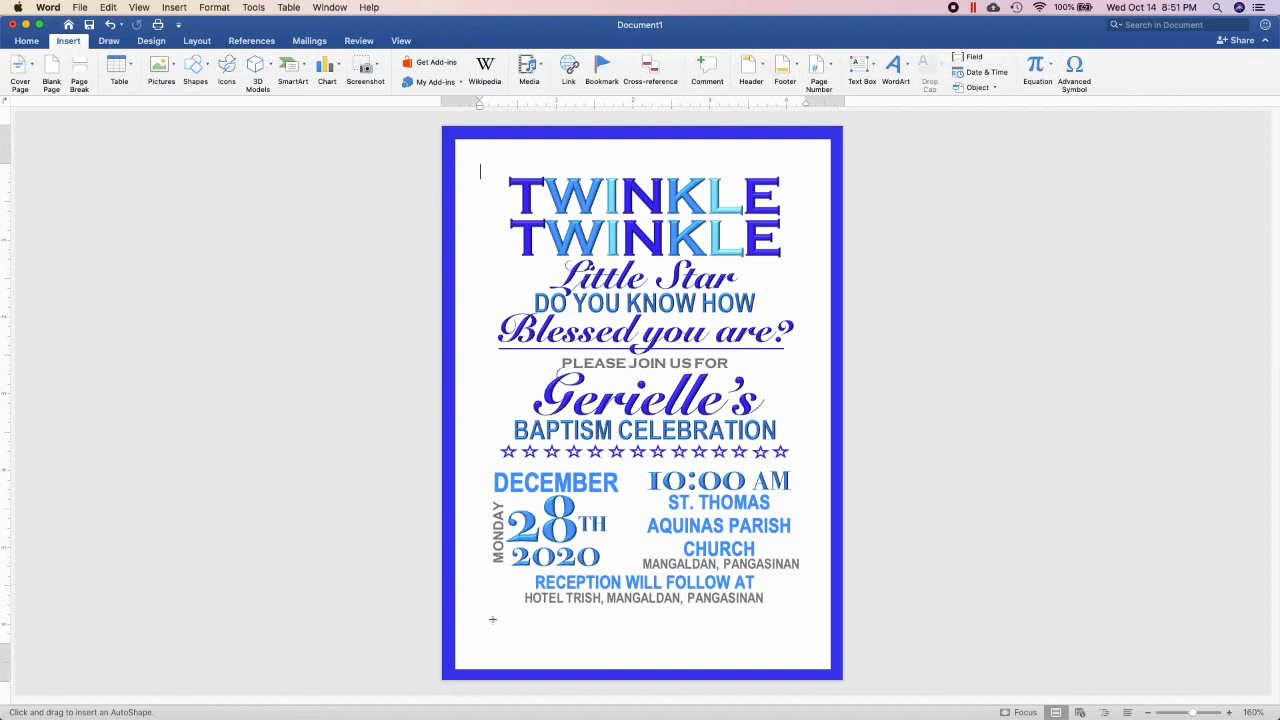 Word File Edit View Insert Format Tools Table Window Help 100% Wed Oct 14 8:51 PM
Document1 Search in Document
Home Insert Draw Design Layout References Mailings Review View Share
Cover Page Blank Page Page Break Table Pictures Shapes Icons 3D Models SmartArt Chart Screenshot Get Add-ins My Add-ins Wikipedia Media Link Bookmark Cross-reference Comment Header Footer Page Number Text Box WordArt Drop Cap Field Date & Time Object Equation Advanced Symbol
1 2 3 4
TWINKLE
TWINKLE
Little Star
DO YOU KNOW HOW
Blessed you are?
PLEASE JOIN US FOR
Gerielle's
BAPTISM CELEBRATION
DECEMBER
MONDAY
28TH
2020
10:00 AM
ST. THOMAS
AQUINAS PARISH
CHURCH
MANGALDAN, PANGASINAN
RECEPTION WILL FOLLOW AT
HOTEL TRISH, MANGALDAN, PANGASINAN
Click and drag to insert an AutoShape. Focus 160%